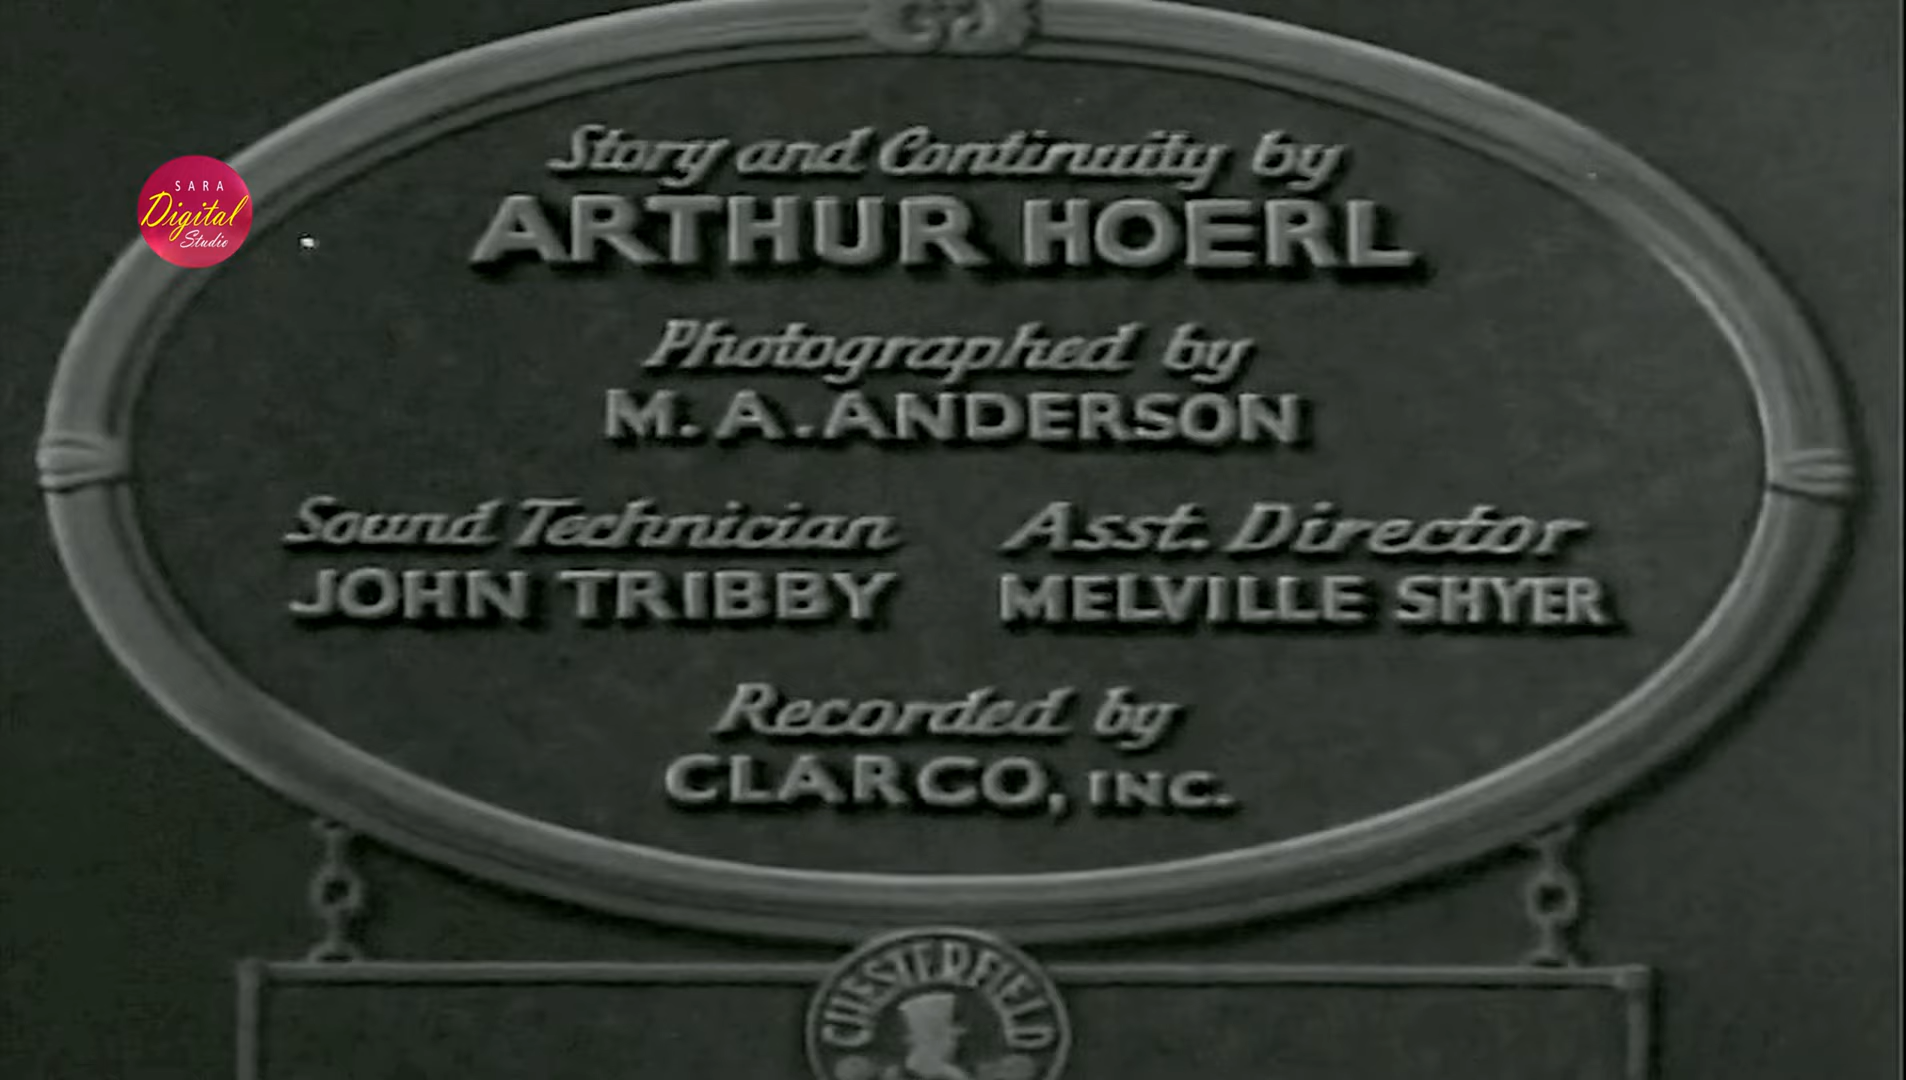 SARA
Digital
Studio
Story and Continuity by
ARTHUR HOERL
Photographed by
M. A. ANDERSON
Sound Technician
JOHN TRIBBY
Asst. Director
MELVILLE SHYER
Recorded by
CLARCO, INC.
CHESTERFIELD